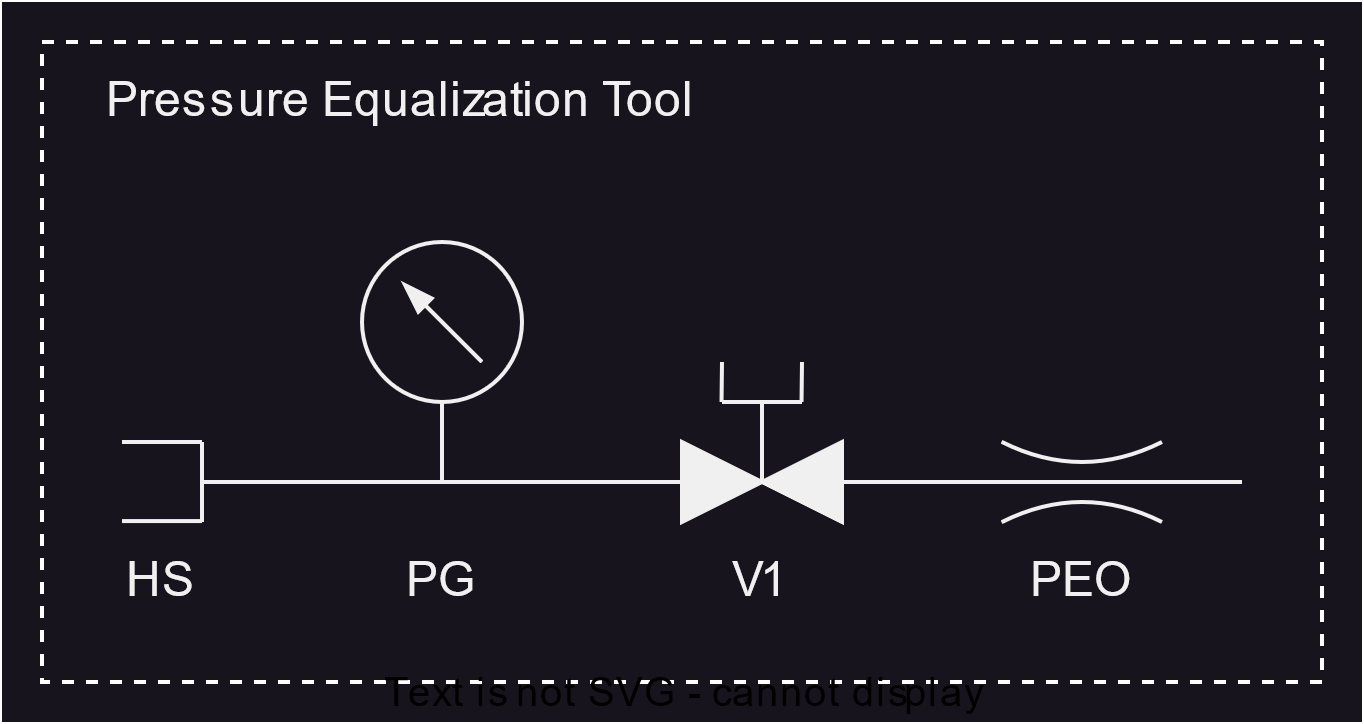 Pressure Equalization Tool
HS PG V1 PEO
Text is not SVG - cannot display